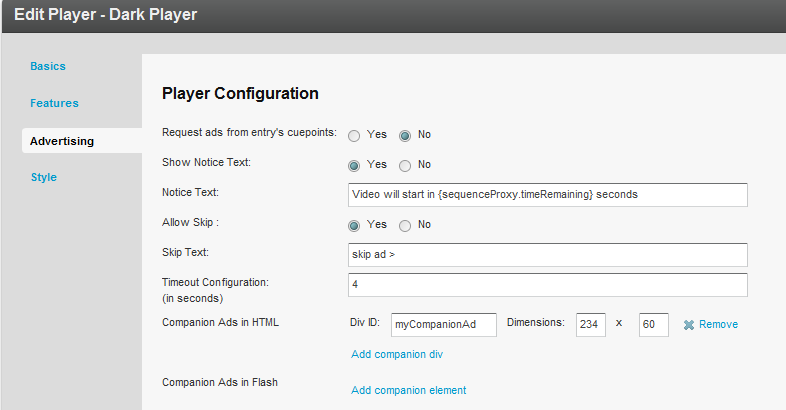 Edit Player - Dark Player
Basics
Features
Advertising
Style
Player Configuration
Request ads from entry's cuepoints: Yes No
Show Notice Text: Yes No
Notice Text: Video will start in {sequenceProxy.timeRemaining} seconds
Allow Skip : Yes No
Skip Text: skip ad >
Timeout Configuration: 4
(in seconds)
Companion Ads in HTML Div ID: myCompanionAd Dimensions: 234 x 60 Remove
Add companion div
Companion Ads in Flash Add companion element